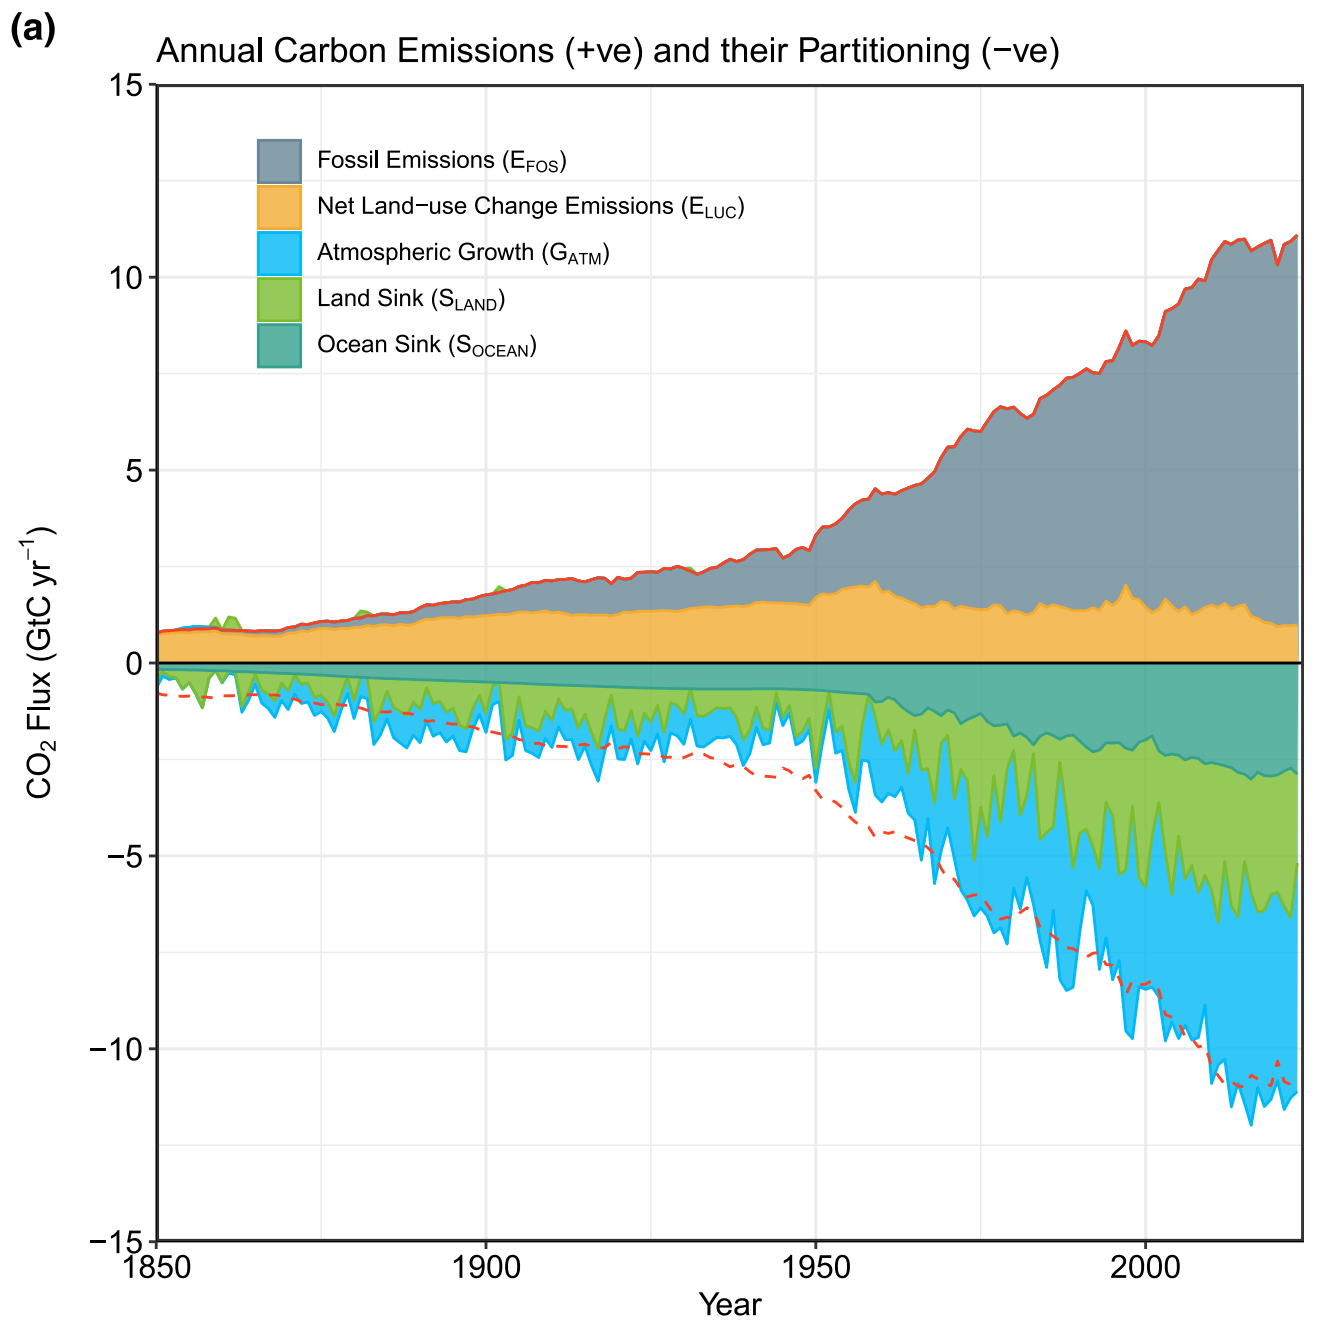 (a)
Annual Carbon Emissions (+ve) and their Partitioning (−ve)
15
Fossil Emissions (EFOS)
Net Land−use Change Emissions (ELUC)
Atmospheric Growth (GATM)
Land Sink (SLAND)
Ocean Sink (SOCEAN)
10
5
0
−5
−10
−15
CO2 Flux (GtC yr−1)
1850 1900 1950 2000
Year